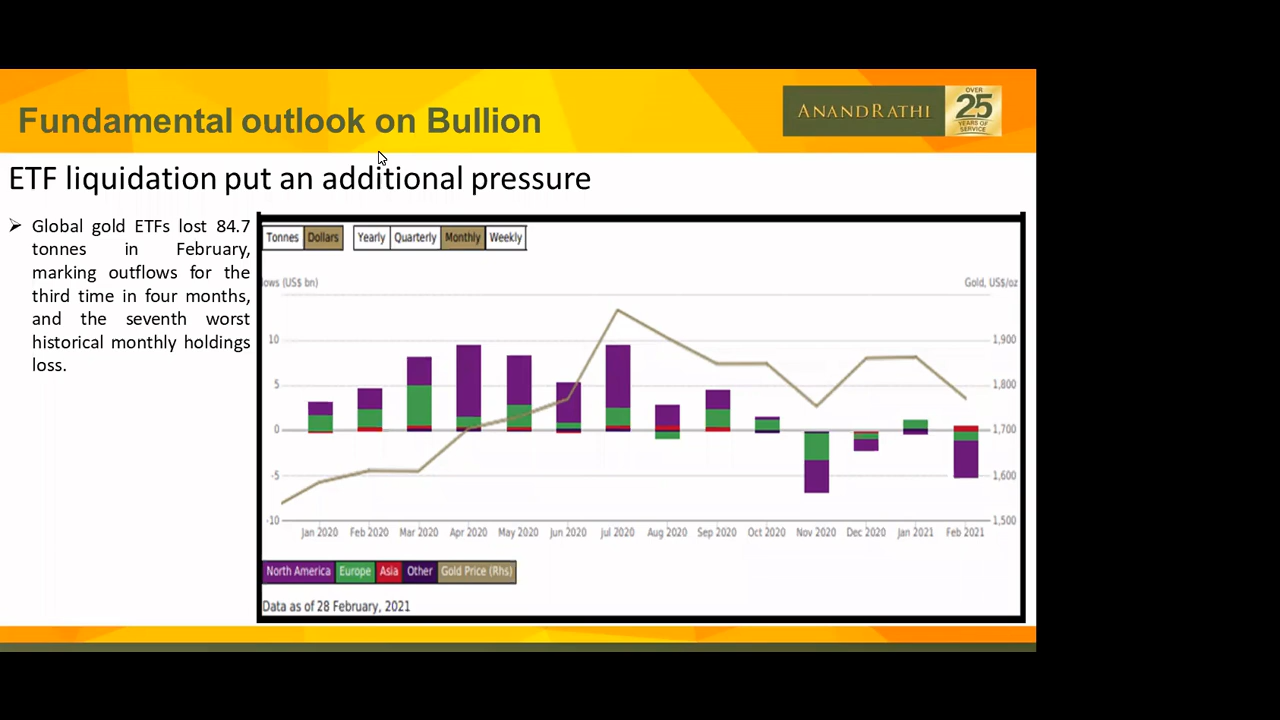 Fundamental outlook on Bullion
ANANDRATHI
OVER
25
YEARS OF
SERVICE
ETF liquidation put an additional pressure
Global gold ETFs lost 84.7
tonnes in February,
marking outflows for the
third time in four months,
and the seventh worst
historical monthly holdings
loss.
Tonnes Dollars Yearly Quarterly Monthly Weekly
lows (US$ bn) Gold, US$/oz
10 1,900
5 1,800
0 1,700
-5 1,600
-10 1,500
Jan 2020 Feb 2020 Mar 2020 Apr 2020 May 2020 Jun 2020 Jul 2020 Aug 2020 Sep 2020 Oct 2020 Nov 2020 Dec 2020 Jan 2021 Feb 2021
North America Europe Asia Other Gold Price (Rhs)
Data as of 28 February, 2021